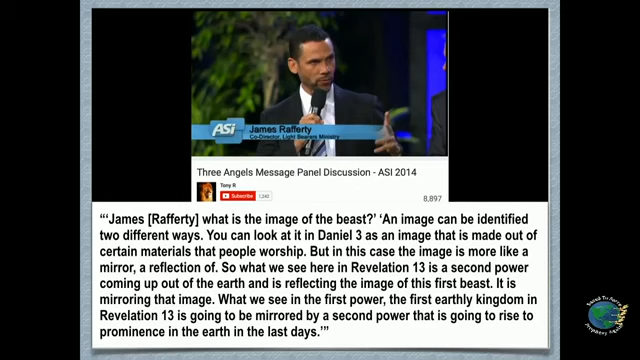 ASi
James Rafferty
Co-Director, Light Bearers Ministry
Three Angels Message Panel Discussion - ASI 2014
Tony R
Subscribe 1,240
8,897
“‘James [Rafferty] what is the image of the beast?’ ‘An image can be identified
two different ways. You can look at it in Daniel 3 as an image that is made out of
certain materials that people worship. But in this case the image is more like a
mirror, a reflection of. So what we see here in Revelation 13 is a second power
coming up out of the earth and is reflecting the image of this first beast. It is
mirroring that image. What we see in the first power, the first earthly kingdom in
Revelation 13 is going to be mirrored by a second power that is going to rise to
prominence in the earth in the last days.’”